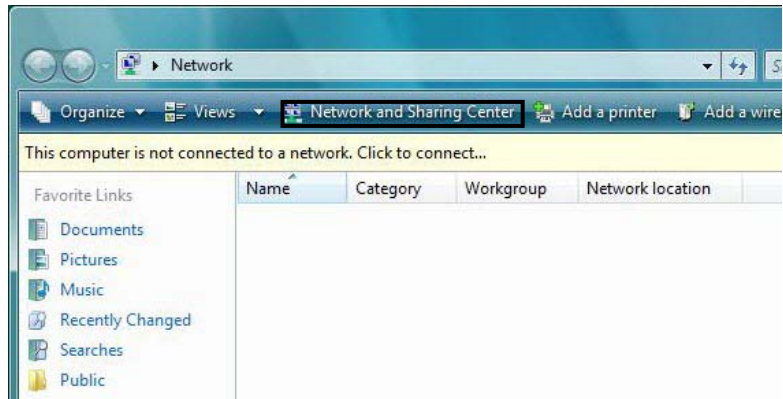 Network
Organize Views Network and Sharing Center Add a printer Add a wire
This computer is not connected to a network. Click to connect...
Favorite Links
Name Category Workgroup Network location
Documents
Pictures
Music
Recently Changed
Searches
Public